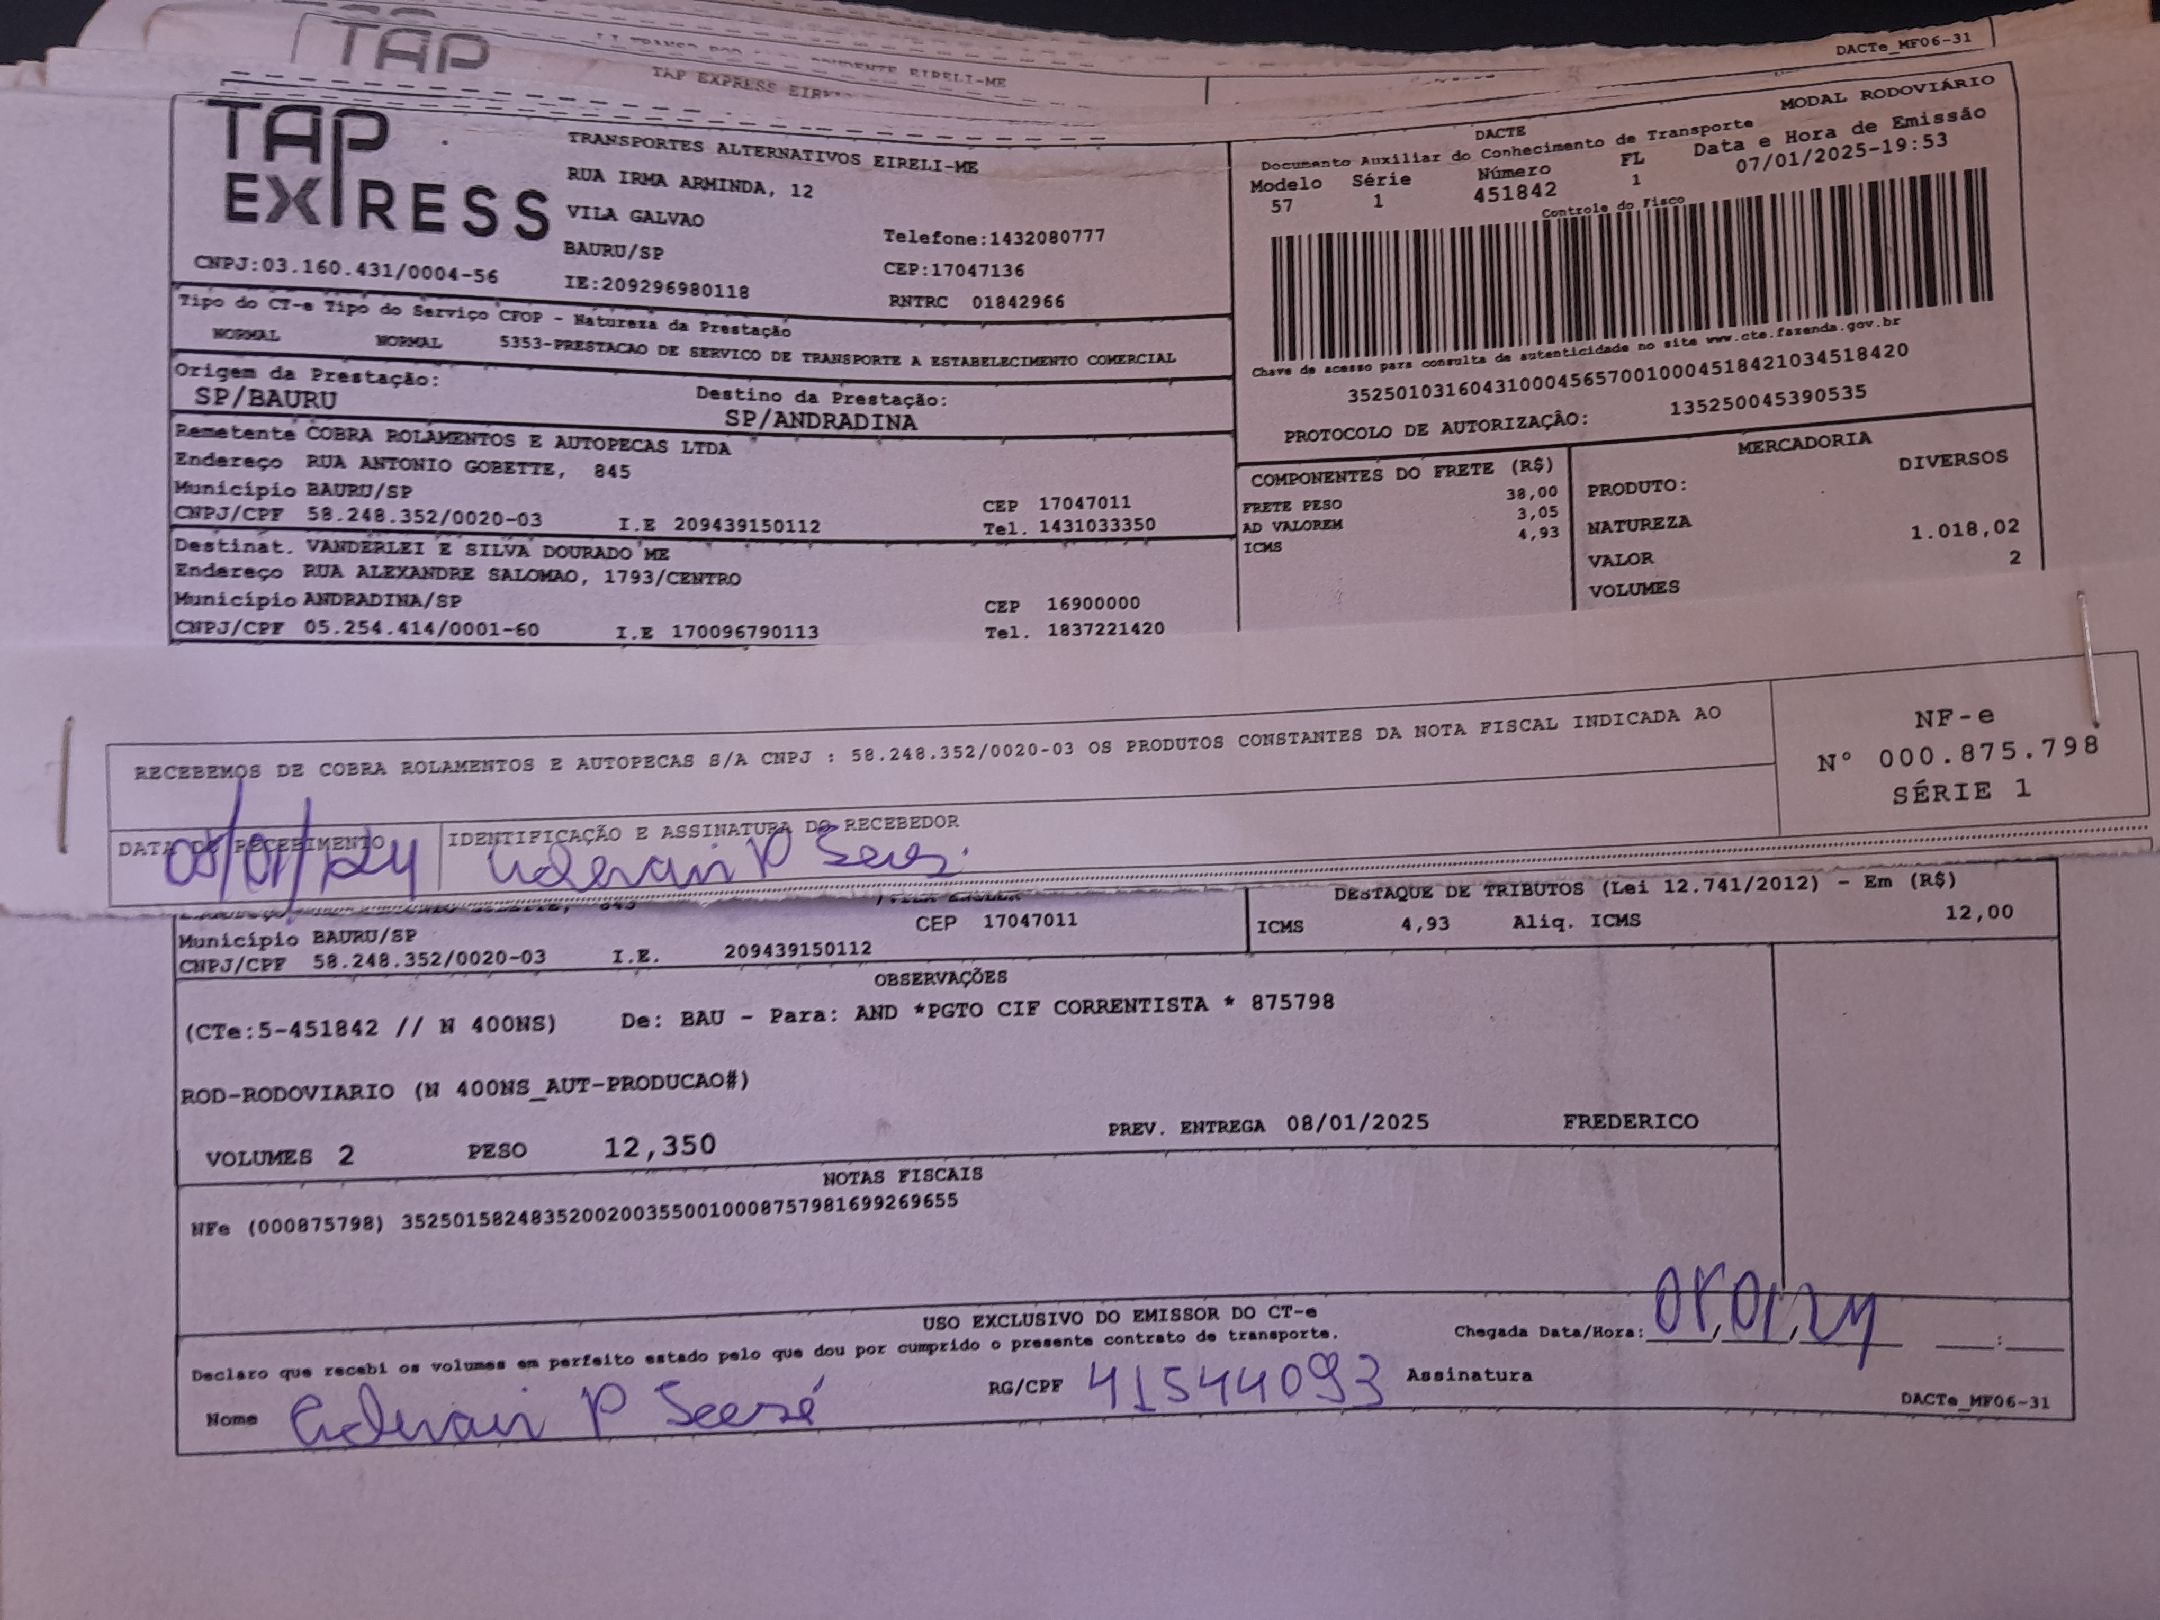 TAP
TAP EXPRESS
DACTe_MF06-31
TAP EXPRESS
TRANSPORTES ALTERNATIVOS EIRELI-ME
RUA IRMA ARMINDA, 12
VILA GALVAO
BAURU/SP
Telefone:1432080777
CEP:17047136
CNPJ:03.160.431/0004-56
IE:209296980118
RNTRC 01842966
MODAL RODOVIÁRIO
DACTE
Documento Auxiliar do Conhecimento de Transporte
Modelo Série Número FL Data e Hora de Emissão
57 1 451842 1 07/01/2025-19:53
Controle do Fisco
Chave de acesso para consulta de autenticidade no site www.cte.fazenda.gov.br
35250103160431000456570010004518421034518420
PROTOCOLO DE AUTORIZAÇÂO: 135250045390535
Tipo do CT-e Tipo do Serviço CFOP - Natureza da Prestação
NORMAL NORMAL 5353-PRESTACAO DE SERVICO DE TRANSPORTE A ESTABELECIMENTO COMERCIAL
Origem da Prestação: Destino da Prestação:
SP/BAURU SP/ANDRADINA
Remetente COBRA ROLAMENTOS E AUTOPECAS LTDA
Endereço RUA ANTONIO GOBETTE, 845
Município BAURU/SP CEP 17047011
CNPJ/CPF 58.248.352/0020-03 I.E 209439150112 Tel. 1431033350
Destinat. VANDERLEI E SILVA DOURADO ME
Endereço RUA ALEXANDRE SALOMAO, 1793/CENTRO
Município ANDRADINA/SP CEP 16900000
CNPJ/CPF 05.254.414/0001-60 I.E 170096790113 Tel. 1837221420
COMPONENTES DO FRETE (R$)
FRETE PESO 38,00
AD VALOREM 3,05
ICMS 4,93
MERCADORIA
PRODUTO: DIVERSOS
NATUREZA
VALOR 1.018,02
VOLUMES 2
RECEBEMOS DE COBRA ROLAMENTOS E AUTOPECAS S/A CNPJ : 58.248.352/0020-03 OS PRODUTOS CONSTANTES DA NOTA FISCAL INDICADA AO
NF-e
Nº 000.875.798
SÉRIE 1
DATA DO RECEBIMENTO
08/01/24
IDENTIFICAÇÃO E ASSINATURA DO RECEBEDOR
CEP 17047011
Município BAURU/SP
CNPJ/CPF 58.248.352/0020-03 I.E. 209439150112
DESTAQUE DE TRIBUTOS (Lei 12.741/2012) - Em (R$)
ICMS 4,93 Aliq. ICMS 12,00
OBSERVAÇÕES
(CTe:5-451842 // N 400NS) De: BAU - Para: AND *PGTO CIF CORRENTISTA * 875798
ROD-RODOVIARIO (N 400NS_AUT-PRODUCAO#)
PREV. ENTREGA 08/01/2025 FREDERICO
VOLUMES 2 PESO 12,350
NOTAS FISCAIS
NFe (000875798) 35250158248352002003550010008757981699269655
USO EXCLUSIVO DO EMISSOR DO CT-e
Declaro que recebi os volumes em perfeito estado pelo que dou por cumprido o presente contrato de transporte.
Chegada Data/Hora: 08/01/24 :
Nome
RG/CPF 41544093 Assinatura
DACTe_MF06-31